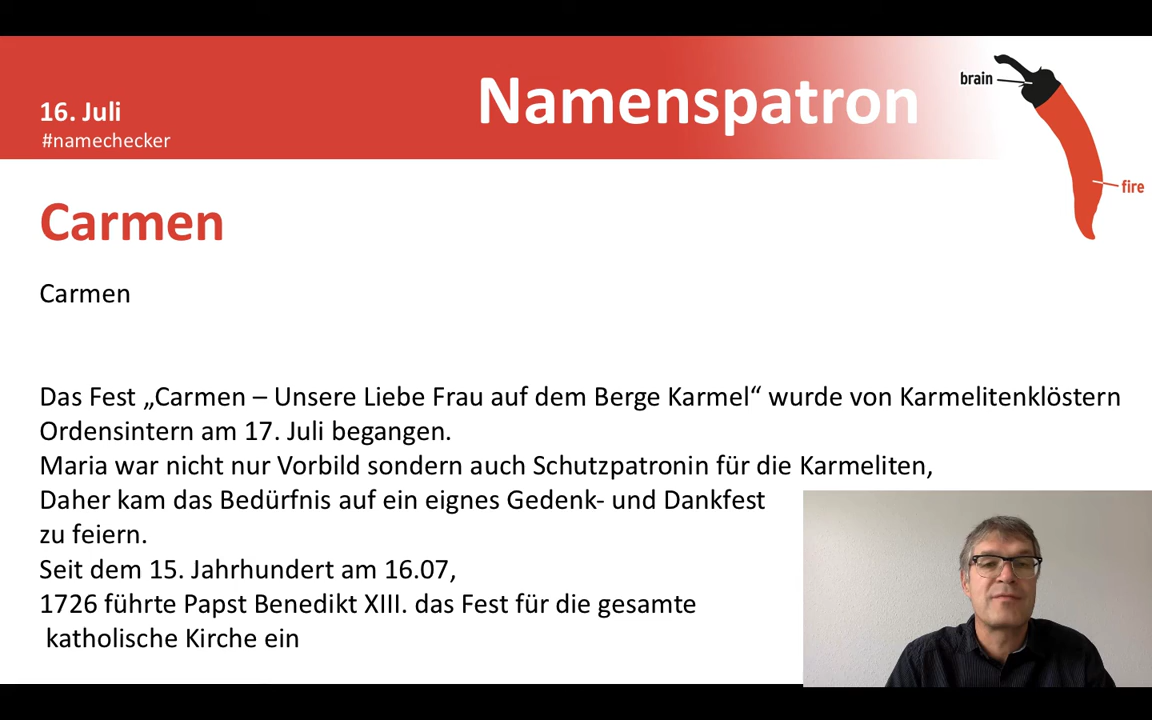 16. Juli
#namechecker
Namenspatron
brain
fire
Carmen
Carmen
Das Fest „Carmen – Unsere Liebe Frau auf dem Berge Karmel“ wurde von Karmelitenklöstern
Ordensintern am 17. Juli begangen.
Maria war nicht nur Vorbild sondern auch Schutzpatronin für die Karmeliten,
Daher kam das Bedürfnis auf ein eignes Gedenk- und Dankfest
zu feiern.
Seit dem 15. Jahrhundert am 16.07,
1726 führte Papst Benedikt XIII. das Fest für die gesamte
katholische Kirche ein